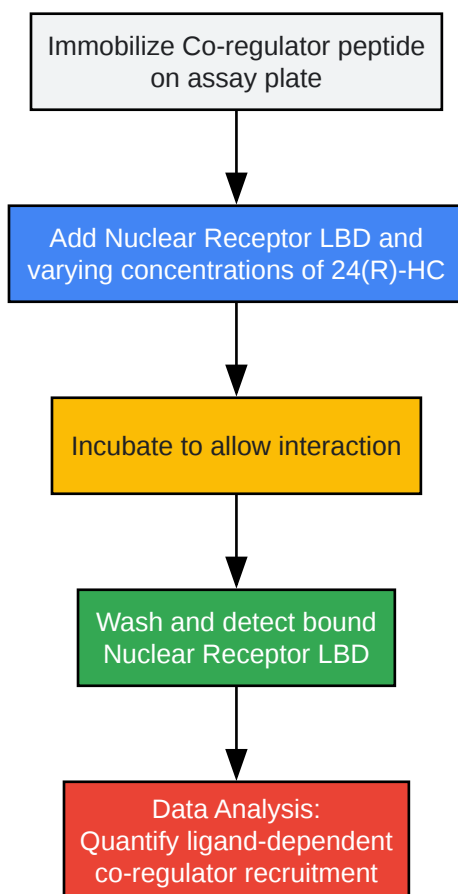 Immobilize Co-regulator peptide
on assay plate
Add Nuclear Receptor LBD and
varying concentrations of 24(R)-HC
Incubate to allow interaction
Wash and detect bound
Nuclear Receptor LBD
Data Analysis:
Quantify ligand-dependent
co-regulator recruitment